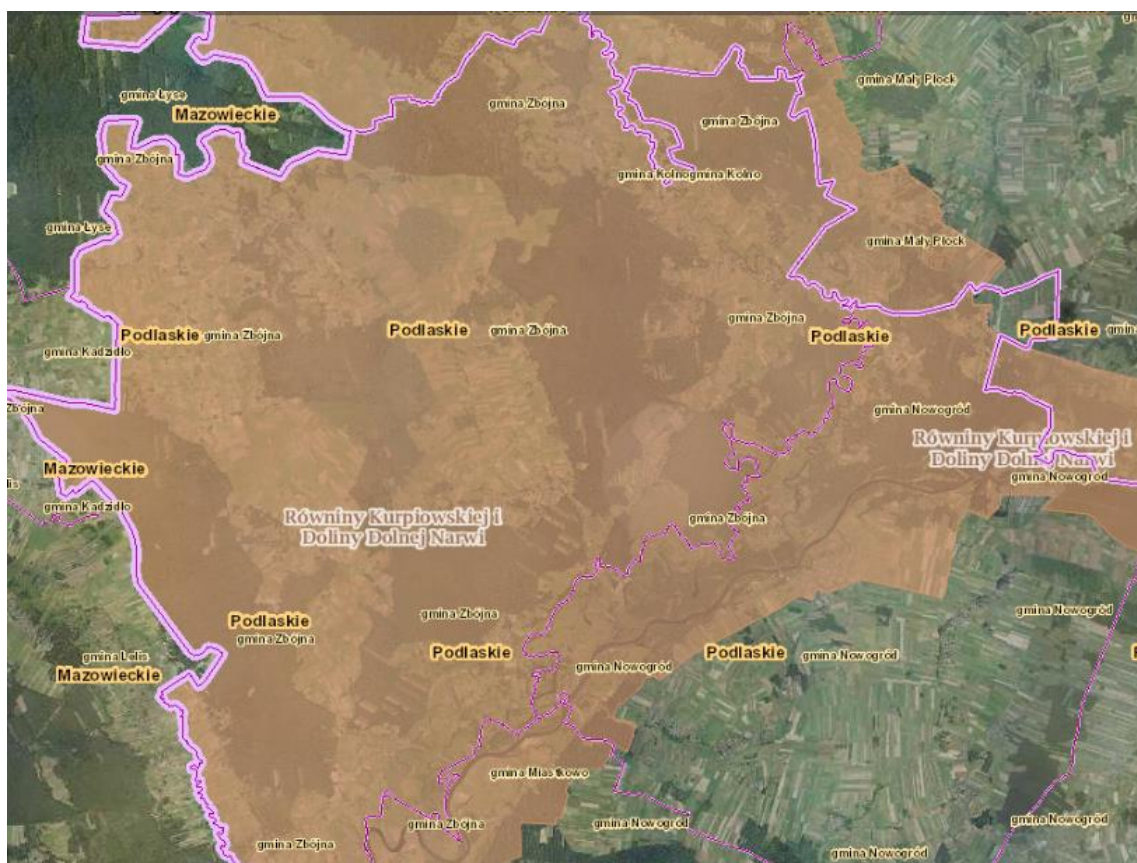 gmina Mały Płock
gmina Łyse
Mazowieckie
gmina Zbójna
gmina Zbójna
gmina Zbójna
gmina Kolno
gmina Kolno
gmina Łyse
gmina Mały Płock
Podlaskie
gmina Zbójna
Podlaskie
gmina Zbójna
gmina Zbójna
Podlaskie
Podlaskie
gmina Kadzidło
Zbójna
gmina Nowogród
Równiny Kurpiowskiej i
Doliny Dolnej Narwi
Mazowieckie
gmina Nowogród
gmina Kadzidło
Równiny Kurpiowskiej i
Doliny Dolnej Narwi
gmina Zbójna
gmina Zbójna
gmina Nowogród
Podlaskie
gmina Zbójna
gmina Lelis
Mazowieckie
Podlaskie
gmina Nowogród
Podlaskie
gmina Nowogród
gmina Miastkowo
gmina Zbójna
gmina Nowogród
gmina Nowogród
gmina Zbójna
gmina Nowogród